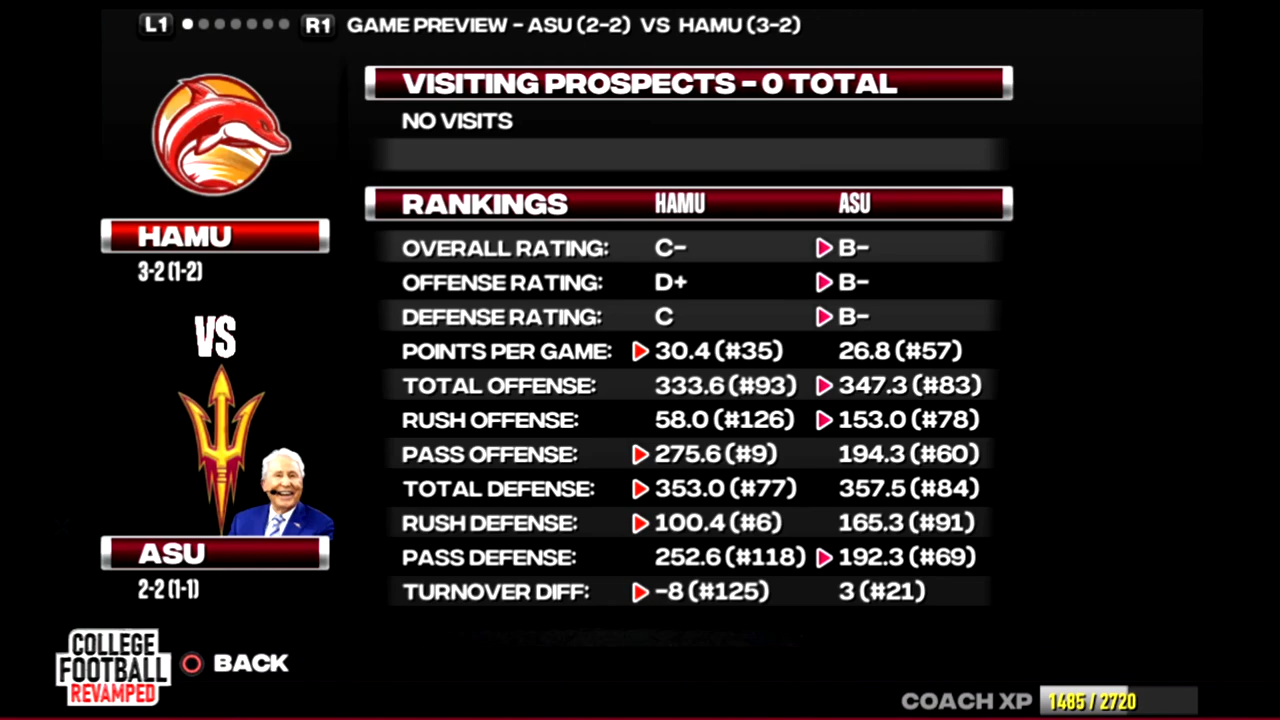 L1 R1 GAME PREVIEW - ASU (2-2) VS HAMU (3-2)
VISITING PROSPECTS - 0 TOTAL
NO VISITS
RANKINGS HAMU ASU
HAMU
3-2 (1-2)
VS
ASU
2-2 (1-1)
OVERALL RATING: C- B-
OFFENSE RATING: D+ B-
DEFENSE RATING: C B-
POINTS PER GAME: 30.4 (#35) 26.8 (#57)
TOTAL OFFENSE: 333.6 (#93) 347.3 (#83)
RUSH OFFENSE: 58.0 (#126) 153.0 (#78)
PASS OFFENSE: 275.6 (#9) 194.3 (#60)
TOTAL DEFENSE: 353.0 (#77) 357.5 (#84)
RUSH DEFENSE: 100.4 (#6) 165.3 (#91)
PASS DEFENSE: 252.6 (#118) 192.3 (#69)
TURNOVER DIFF: -8 (#125) 3 (#21)
COLLEGE
FOOTBALL
REVAMPED
BACK
COACH XP 1485 / 2720